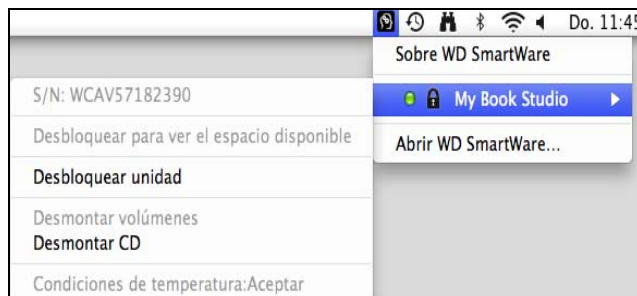 Do. 11:45
Sobre WD SmartWare
My Book Studio
Abrir WD SmartWare...
S/N: WCAV57182390
Desbloquear para ver el espacio disponible
Desbloquear unidad
Desmontar volúmenes
Desmontar CD
Condiciones de temperatura:Aceptar